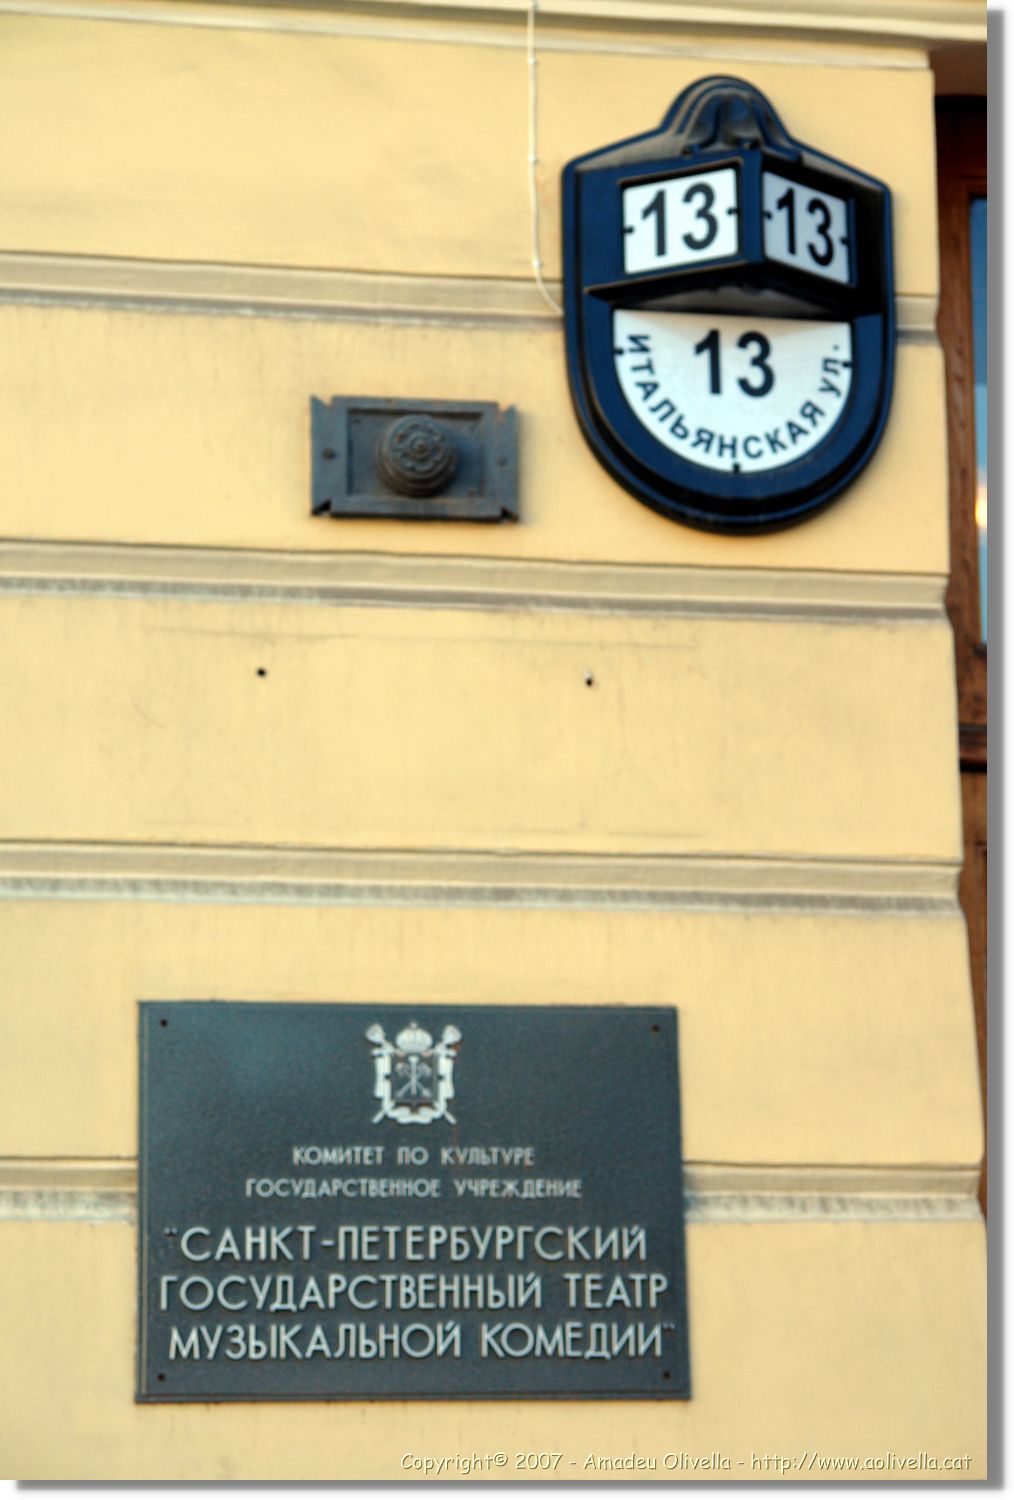 13 13
13
ИТАЛЬЯНСКАЯ УЛ.
КОМИТЕТ ПО КУЛЬТУРЕ
ГОСУДАРСТВЕННОЕ УЧРЕЖДЕНИЕ
"САНКТ-ПЕТЕРБУРГСКИЙ
ГОСУДАРСТВЕННЫЙ ТЕАТР
МУЗЫКАЛЬНОЙ КОМЕДИИ"
Copyright© 2007 - Amadeu Olivella - http://www.aolivella.cat